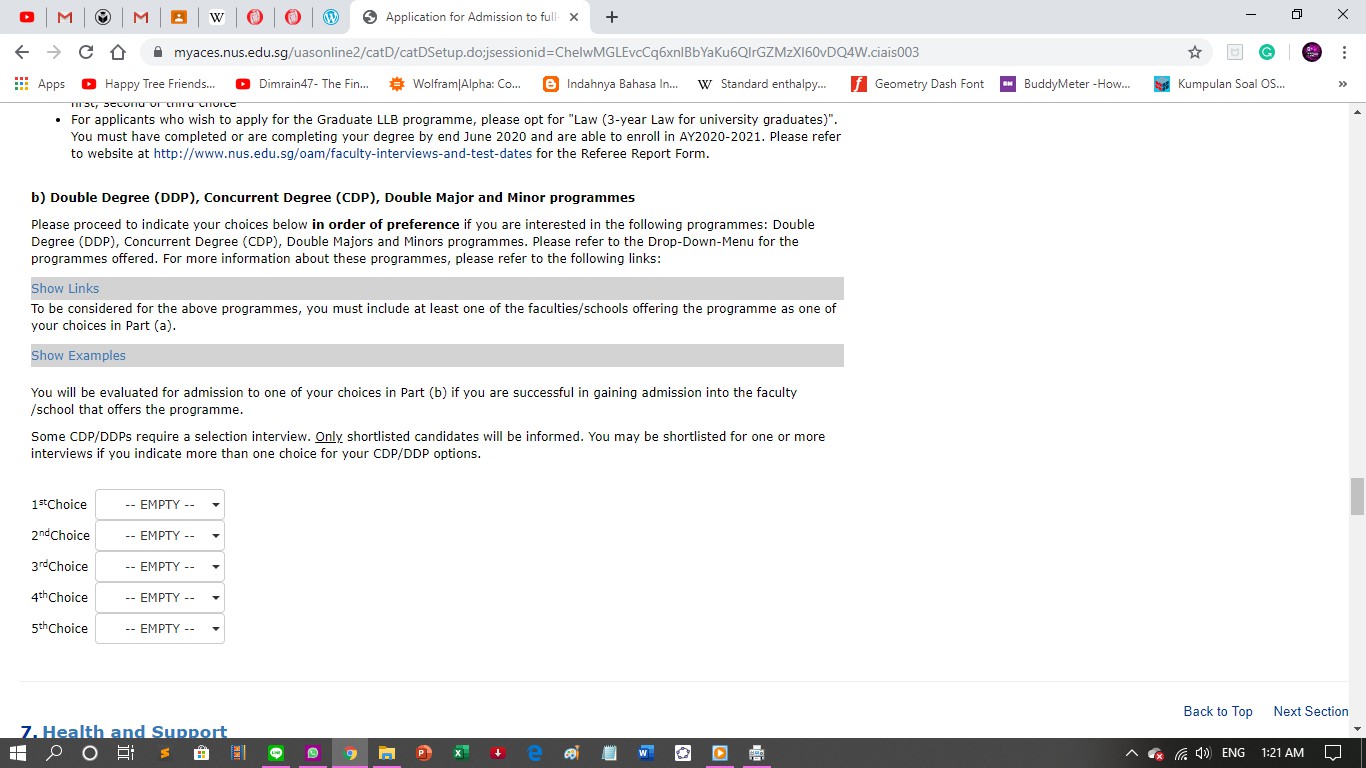 Application for Admission to full-
myaces.nus.edu.sg/uasonline2/catD/catDSetup.do;jsessionid=CheIwMGLEvcCq6xnIBbYaKu6QIrGZMzXI60vDQ4W.ciais003
Apps Happy Tree Friends... Dimrain47- The Fin... Wolfram|Alpha: Co... Indahnya Bahasa In... W Standard enthalpy... Geometry Dash Font BuddyMeter -How... Kumpulan Soal OS... »
first, second or third choice
• For applicants who wish to apply for the Graduate LLB programme, please opt for "Law (3-year Law for university graduates)".
You must have completed or are completing your degree by end June 2020 and are able to enroll in AY2020-2021. Please refer
to website at http://www.nus.edu.sg/oam/faculty-interviews-and-test-dates for the Referee Report Form.
b) Double Degree (DDP), Concurrent Degree (CDP), Double Major and Minor programmes
Please proceed to indicate your choices below in order of preference if you are interested in the following programmes: Double
Degree (DDP), Concurrent Degree (CDP), Double Majors and Minors programmes. Please refer to the Drop-Down-Menu for the
programmes offered. For more information about these programmes, please refer to the following links:
Show Links
To be considered for the above programmes, you must include at least one of the faculties/schools offering the programme as one of
your choices in Part (a).
Show Examples
You will be evaluated for admission to one of your choices in Part (b) if you are successful in gaining admission into the faculty
/school that offers the programme.
Some CDP/DDPs require a selection interview. Only shortlisted candidates will be informed. You may be shortlisted for one or more
interviews if you indicate more than one choice for your CDP/DDP options.
1stChoice -- EMPTY --
2ndChoice -- EMPTY --
3rdChoice -- EMPTY --
4thChoice -- EMPTY --
5thChoice -- EMPTY --
Back to Top Next Section
7. Health and Support
ENG 1:21 AM